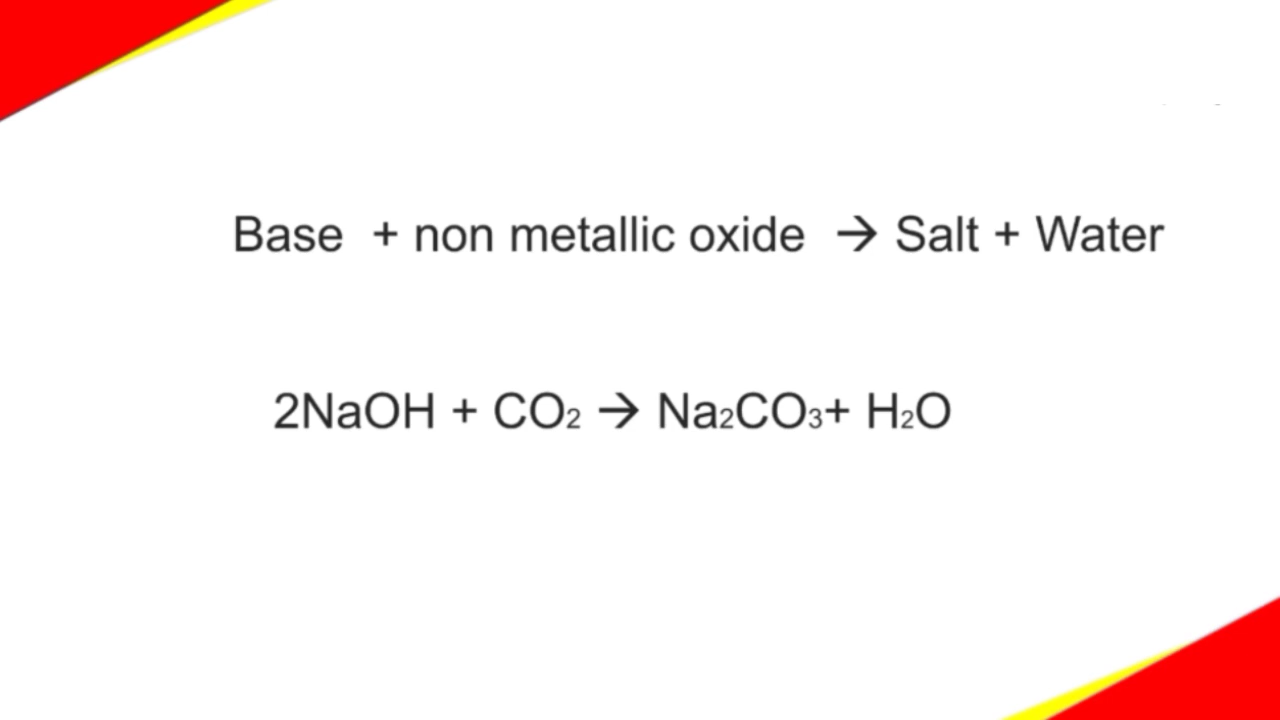 Base + non metallic oxide → Salt + Water
2NaOH + CO₂ → Na₂CO₃+ H₂O